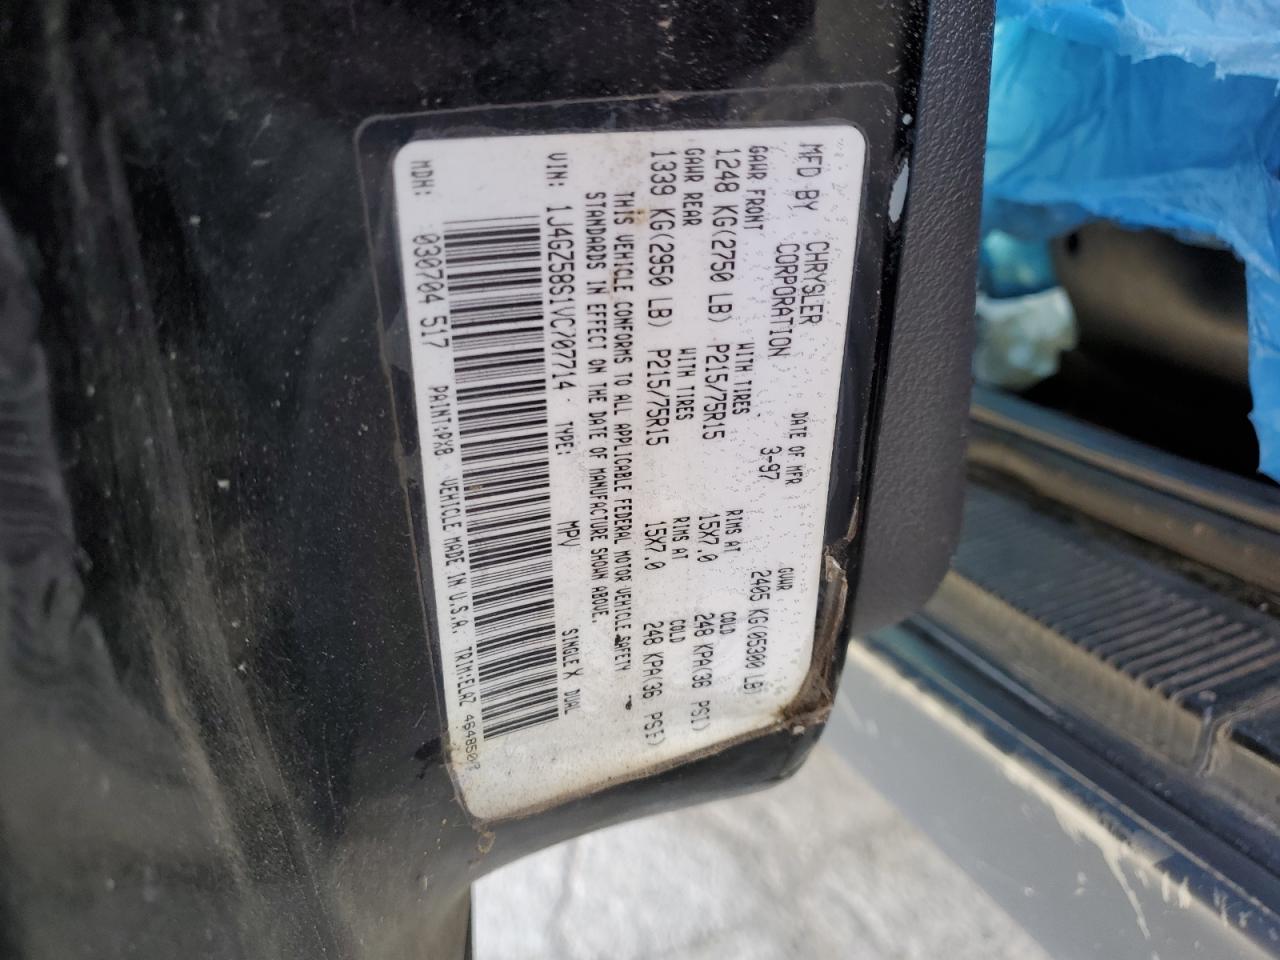 MFD BY CHRYSLER CORPORATION DATE OF MFR 3-97 GVWR 2405 KG(05300 LB)
GAWR FRONT WITH TIRES RIMS AT COLD
1248 KG(2750 LB) P215/75R15 15X7.0 248 KPA(36 PSI)
GAWR REAR WITH TIRES RIMS AT COLD
1339 KG(2950 LB) P215/75R15 15X7.0 248 KPA(36 PSI)
THIS VEHICLE CONFORMS TO ALL APPLICABLE FEDERAL MOTOR VEHICLE SAFETY
STANDARDS IN EFFECT ON THE DATE OF MANUFACTURE SHOWN ABOVE.
VIN: 1J4GZ58S1VC707714 TYPE: MPV SINGLE X DUAL
MDH: 030704 517 PAINT:PX8 VEHICLE MADE IN U.S.A. TRIM:ELAZ